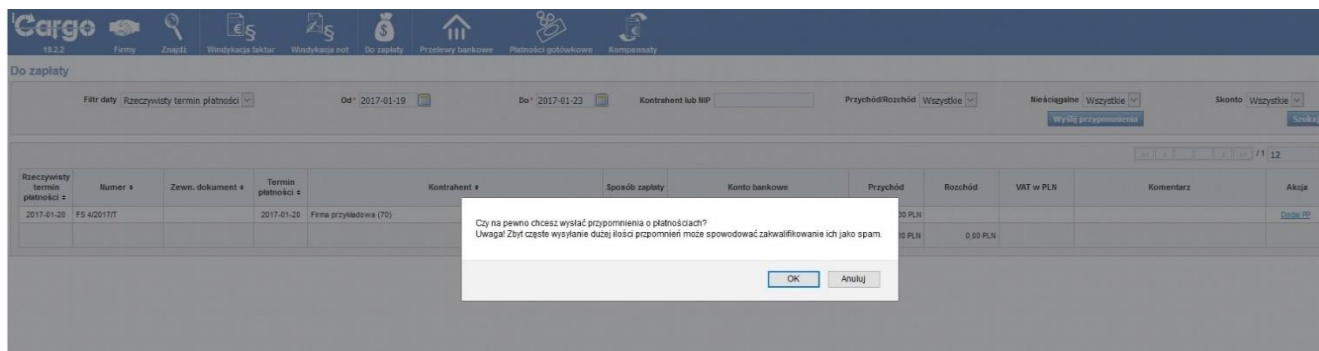 iCargo
19.2.2
Firmy
Znajdź
Windykacja faktur
Windykacja not
Do zapłaty
Przelewy bankowe
Płatności gotówkowe
Kompensaty
Do zapłaty
Filtr daty Rzeczywisty termin płatności Od* 2017-01-19 Do* 2017-01-23 Kontrahent lub NIP Przychód/Rozchód Wszystkie Nieściągalne Wszystkie Skonto Wszystkie
Wyślij przypomnienia Szukaj
/1 12
Rzeczywisty termin płatności Numer Zewn. dokument Termin płatności Kontrahent Sposób zapłaty Konto bankowe Przychód Rozchód VAT w PLN Komentarz Akcja
2017-01-20 FS 4/2017/T 2017-01-20 Firma przykładowa (70) PLN Dodaj PP
PLN 0,00 PLN
Czy na pewno chcesz wysłać przypomnienia o płatnościach?
Uwaga! Zbyt częste wysyłanie dużej ilości przpomnień może spowodować zakwalifikowanie ich jako spam.
OK Anuluj